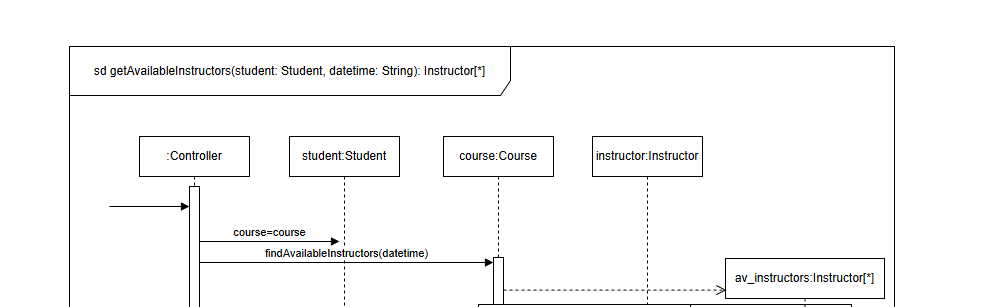 sd getAvailableInstructors(student: Student, datetime: String): Instructor[*]
:Controller
student:Student
course:Course
instructor:Instructor
course=course
findAvailableInstructors(datetime)
av_instructors:Instructor[*]